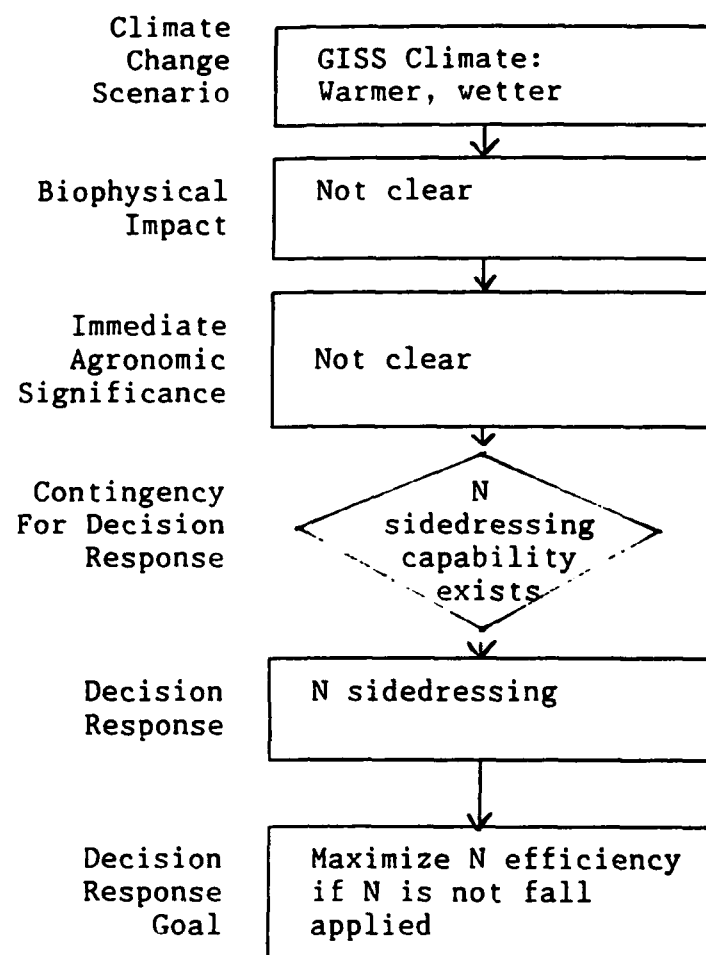 Climate
Change
Scenario
GISS Climate:
Warmer, wetter
Biophysical
Impact
Not clear
Immediate
Agronomic
Significance
Not clear
Contingency
For Decision
Response
N
sidedressing
capability
exists
Decision
Response
N sidedressing
Decision
Response
Goal
Maximize N efficiency
if N is not fall
applied